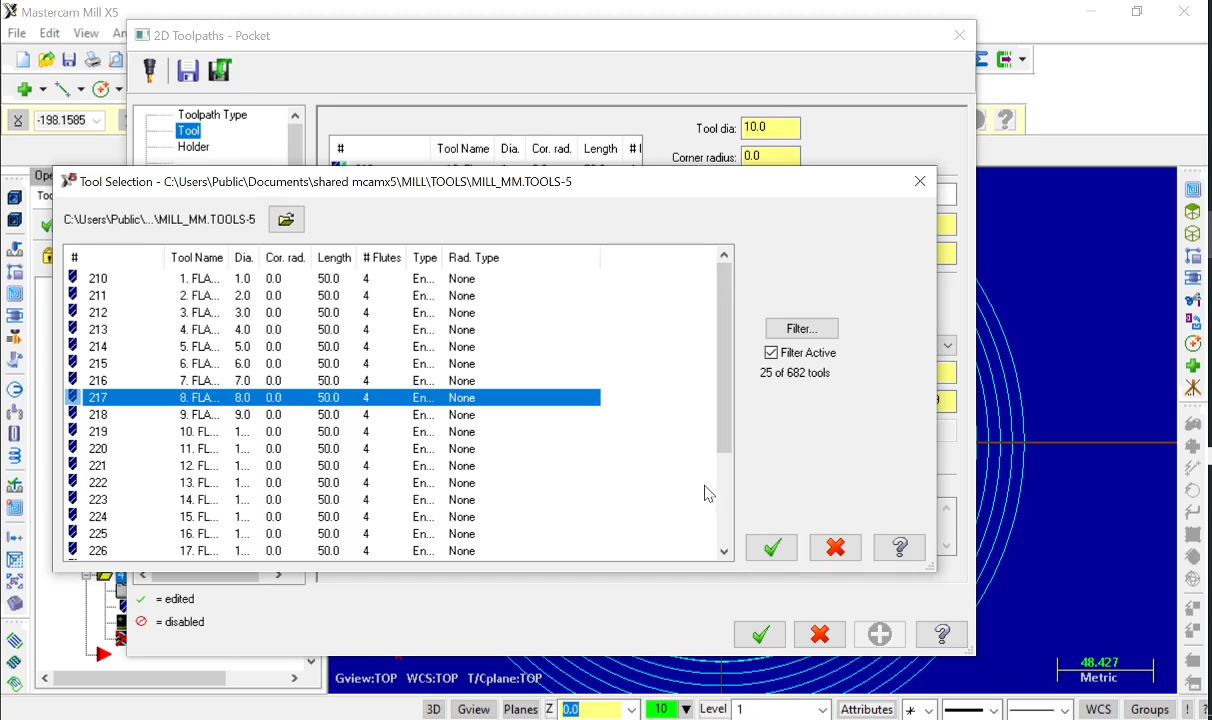 Mastercam Mill X5
File Edit View An
2D Toolpaths - Pocket
-198.1585
Toolpath Type
Tool
Holder
# Tool Name Dia. Cor. rad. Length
Tool dia: 10.0
Corner radius: 0.0
Tool Selection - C:\Users\Public\Documents\shared mcamx5\MILL\TOOLS\MILL_MM.TOOLS-5
C:\Users\Public\...\MILL_MM.TOOLS-5
# Tool Name Dia. Cor. rad. Length # Flutes Type Rad. Type
210 1. FLA... 1.0 0.0 50.0 4 En... None
211 2. FLA... 2.0 0.0 50.0 4 En... None
212 3. FLA... 3.0 0.0 50.0 4 En... None
213 4. FLA... 4.0 0.0 50.0 4 En... None
214 5. FLA... 5.0 0.0 50.0 4 En... None
215 6. FLA... 6.0 0.0 50.0 4 En... None
216 7. FLA... 7.0 0.0 50.0 4 En... None
217 8. FLA... 8.0 0.0 50.0 4 En... None
218 9. FLA... 9.0 0.0 50.0 4 En... None
219 10. FL... 1... 0.0 50.0 4 En... None
220 11. FL... 1... 0.0 50.0 4 En... None
221 12. FL... 1... 0.0 50.0 4 En... None
222 13. FL... 1... 0.0 50.0 4 En... None
223 14. FL... 1... 0.0 50.0 4 En... None
224 15. FL... 1... 0.0 50.0 4 En... None
225 16. FL... 1... 0.0 50.0 4 En... None
226 17. FL... 1... 0.0 50.0 4 En... None
Filter...
Filter Active
25 of 682 tools
= edited
= disabled
Gview:TOP WCS:TOP T/Cplane:TOP
48.427
Metric
3D Gview Planes Z 0.0 10 Level 1 Attributes WCS Groups ! ?